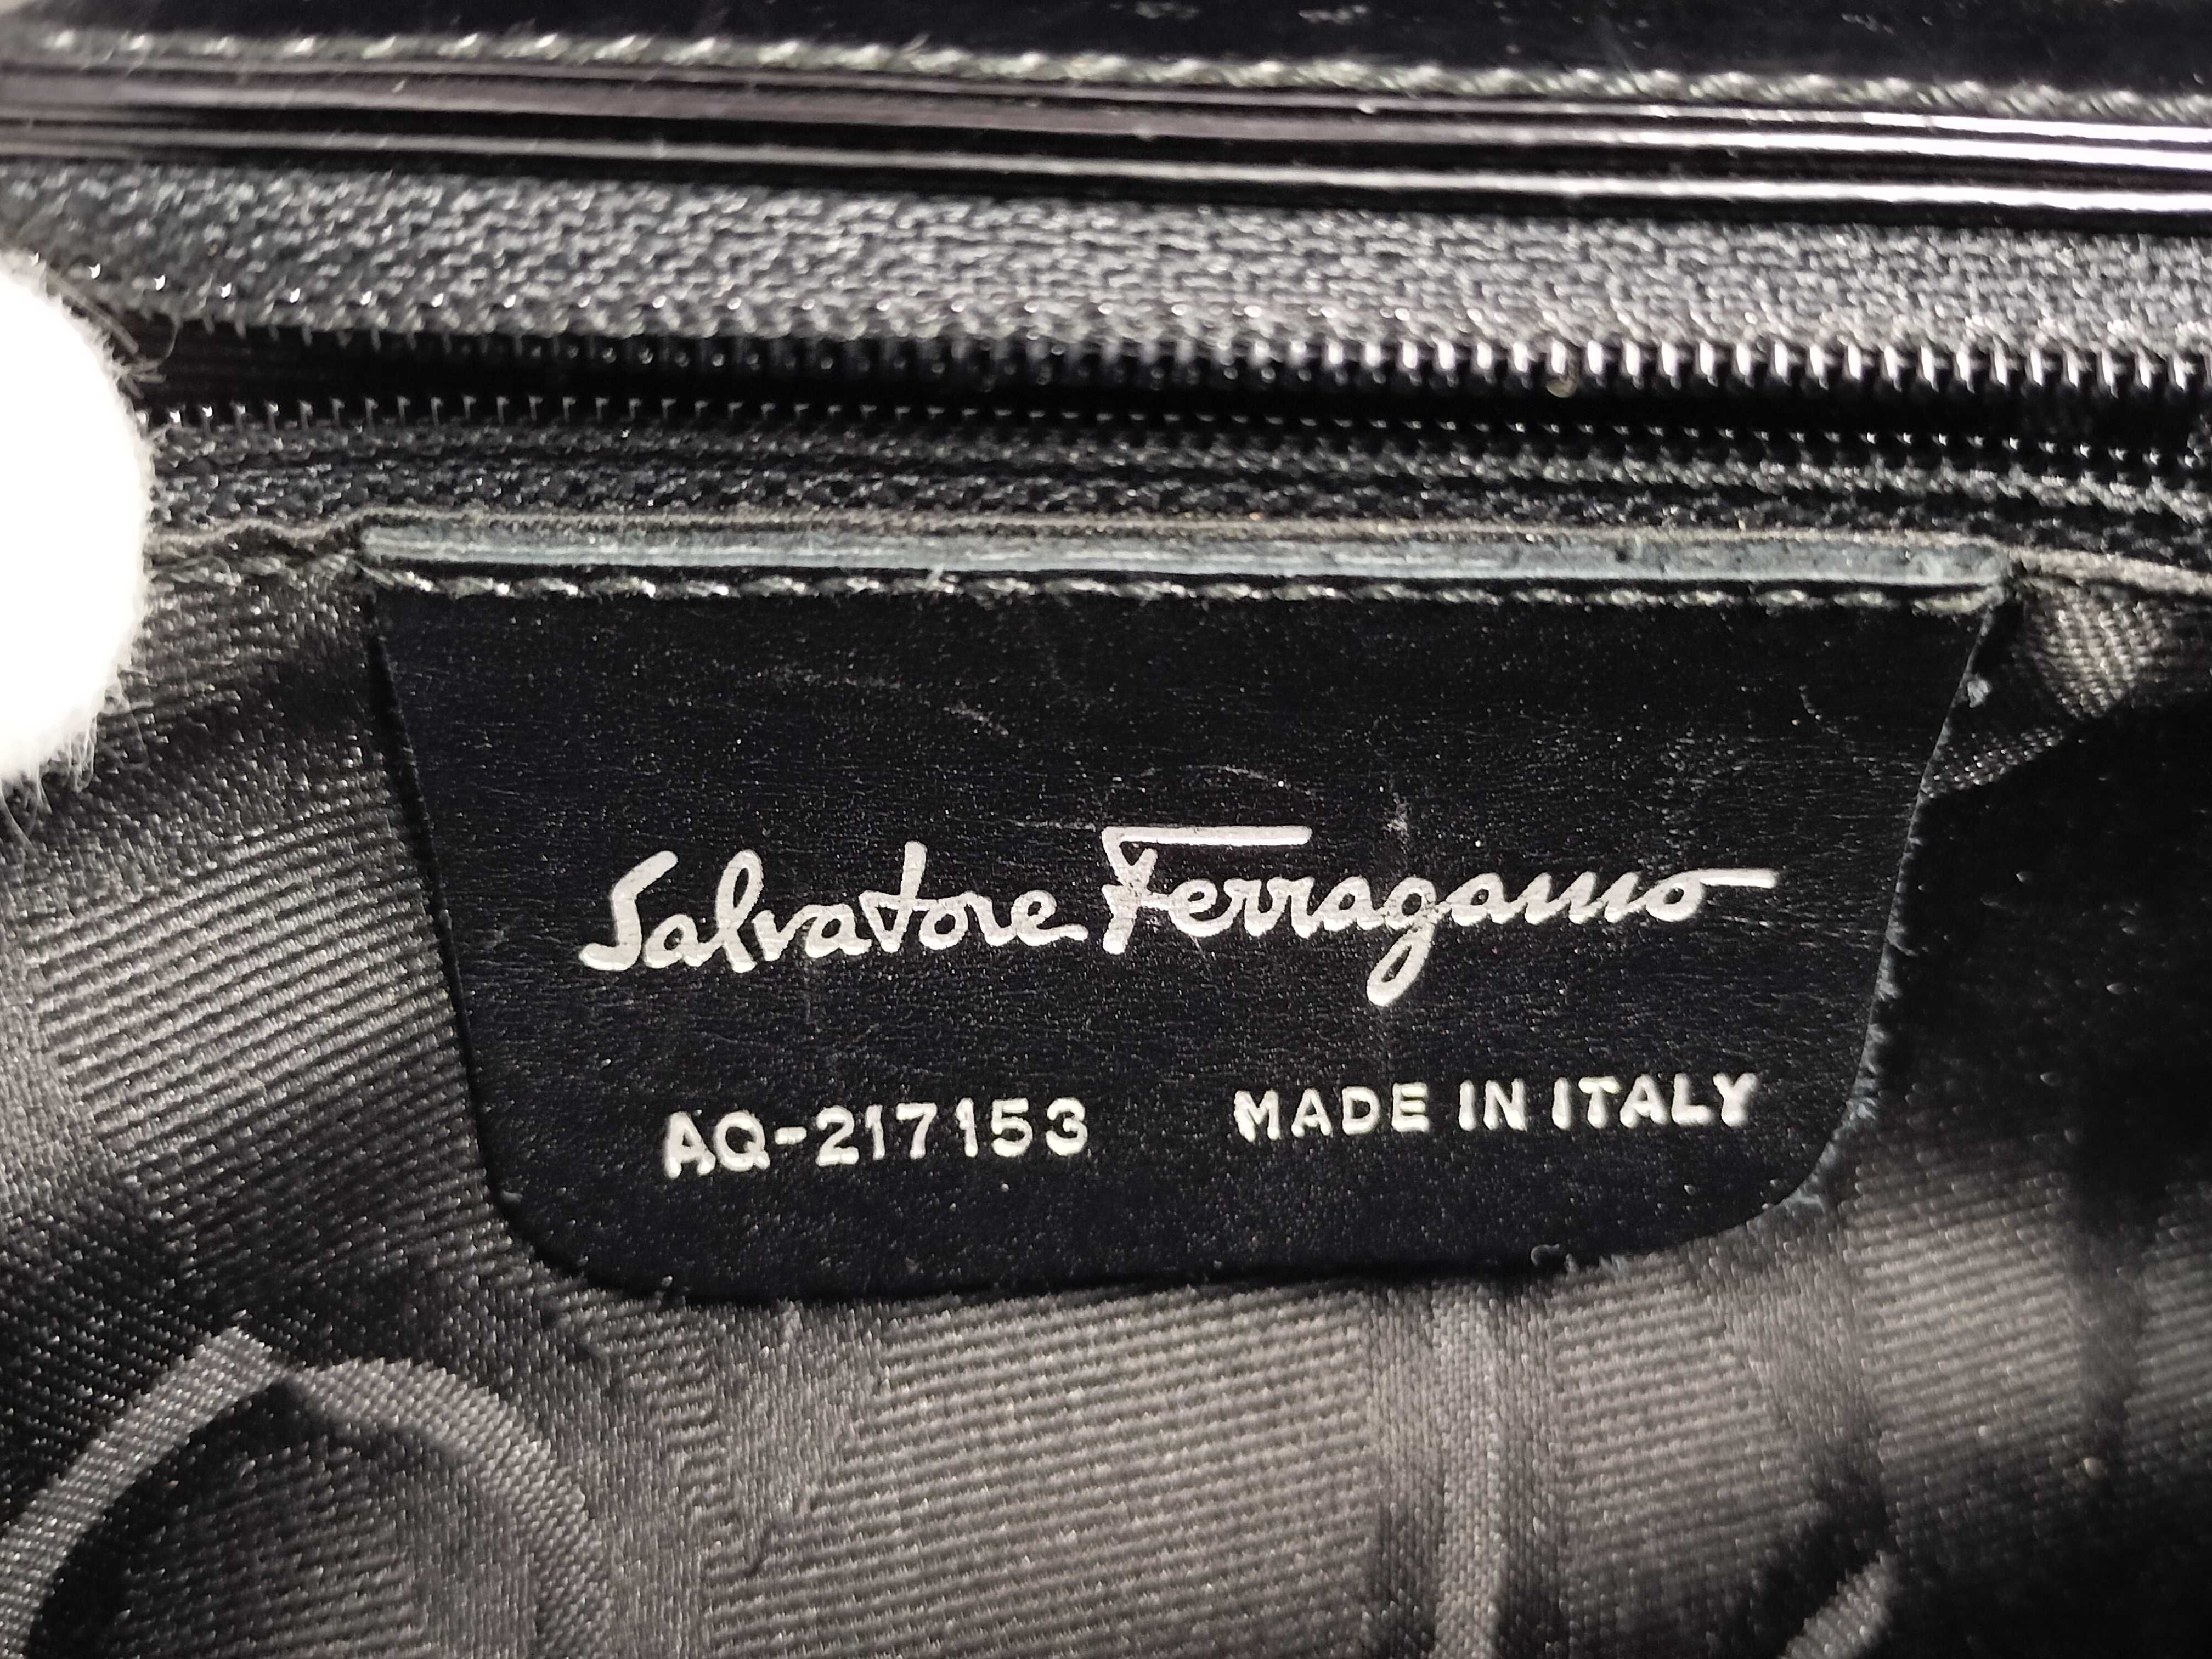 Salvatore Ferragamo
AQ-217153 MADE IN ITALY